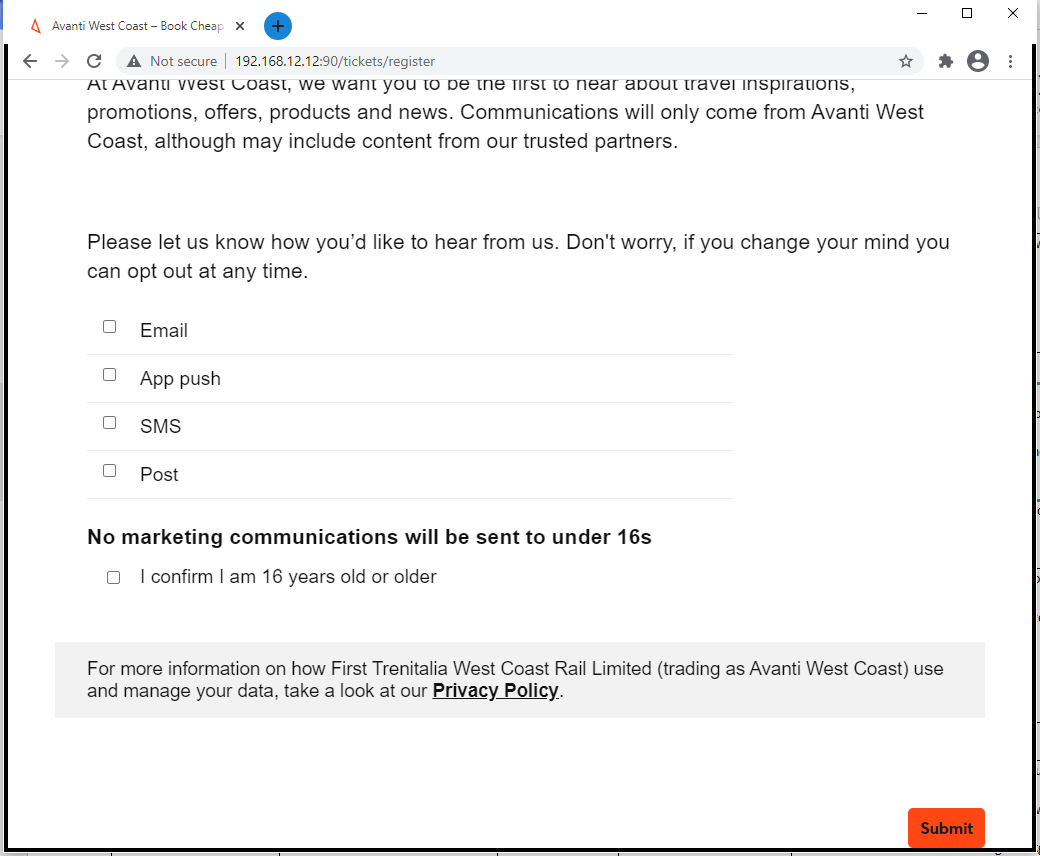 Avanti West Coast – Book Cheap
Not secure
192.168.12.12:90/tickets/register
At Avanti West Coast, we want you to be the first to hear about travel inspirations,
promotions, offers, products and news. Communications will only come from Avanti West
Coast, although may include content from our trusted partners.
Please let us know how you’d like to hear from us. Don't worry, if you change your mind you
can opt out at any time.
Email
App push
SMS
Post
No marketing communications will be sent to under 16s
I confirm I am 16 years old or older
For more information on how First Trenitalia West Coast Rail Limited (trading as Avanti West Coast) use
and manage your data, take a look at our Privacy Policy.
Submit